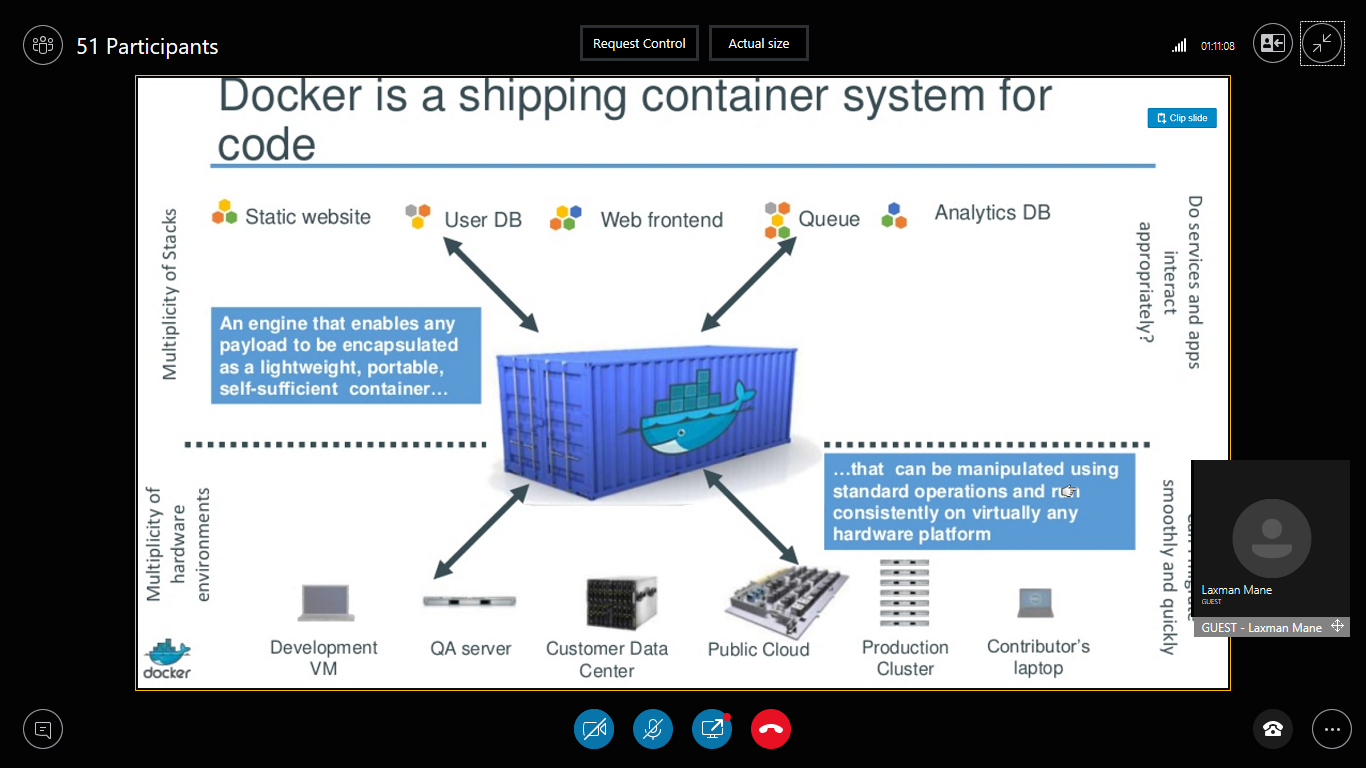 51 Participants
Request Control
Actual size
01:11:08
Docker is a shipping container system for
code
Clip slide
Multiplicity of Stacks
Static website
User DB
Web frontend
Queue
Analytics DB
Do services and apps
interact
appropriately?
An engine that enables any
payload to be encapsulated
as a lightweight, portable,
self-sufficient container…
…that can be manipulated using
standard operations and run
consistently on virtually any
hardware platform
Multiplicity of
hardware
environments
smoothly and quickly
Laxman Mane
GUEST
GUEST - Laxman Mane
Development
VM
QA server
Customer Data
Center
Public Cloud
Production
Cluster
Contributor's
laptop
docker